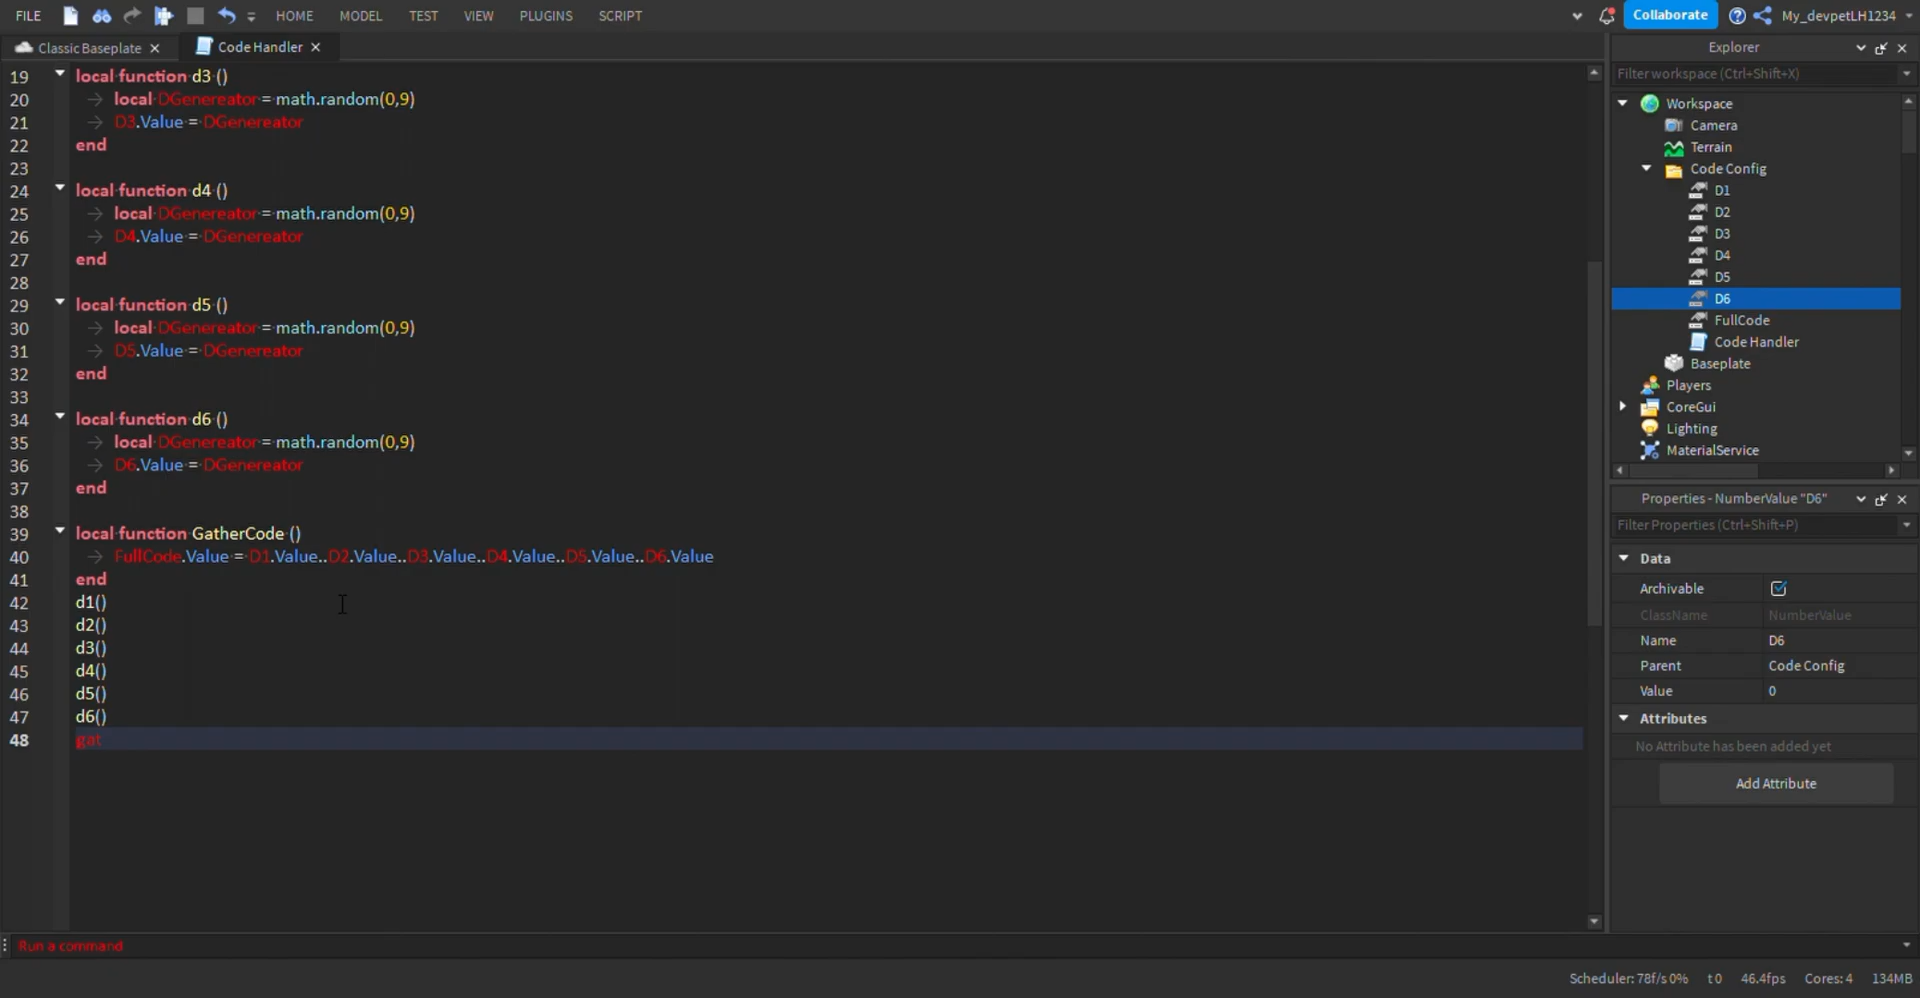 FILE HOME MODEL TEST VIEW PLUGINS SCRIPT Collaborate My_devpetLH1234
Classic Baseplate × Code Handler ×
19 local function d3 ()
20 local DGenereator = math.random(0,9)
21 D3.Value = DGenereator
22 end
23
24 local function d4 ()
25 local DGenereator = math.random(0,9)
26 D4.Value = DGenereator
27 end
28
29 local function d5 ()
30 local DGenereator = math.random(0,9)
31 D5.Value = DGenereator
32 end
33
34 local function d6 ()
35 local DGenereator = math.random(0,9)
36 D6.Value = DGenereator
37 end
38
39 local function GatherCode ()
40 FullCode.Value = D1.Value..D2.Value..D3.Value..D4.Value..D5.Value..D6.Value
41 end
42 d1()
43 d2()
44 d3()
45 d4()
46 d5()
47 d6()
48 gat
Run a command
Explorer
Filter workspace (Ctrl+Shift+X)
Workspace
Camera
Terrain
Code Config
D1
D2
D3
D4
D5
D6
FullCode
Code Handler
Baseplate
Players
CoreGui
Lighting
MaterialService
Properties - NumberValue "D6"
Filter Properties (Ctrl+Shift+P)
Data
Archivable
ClassName NumberValue
Name D6
Parent Code Config
Value 0
Attributes
No Attribute has been added yet
Add Attribute
Scheduler: 78f/s 0% t 0 46.4fps Cores: 4 134MB